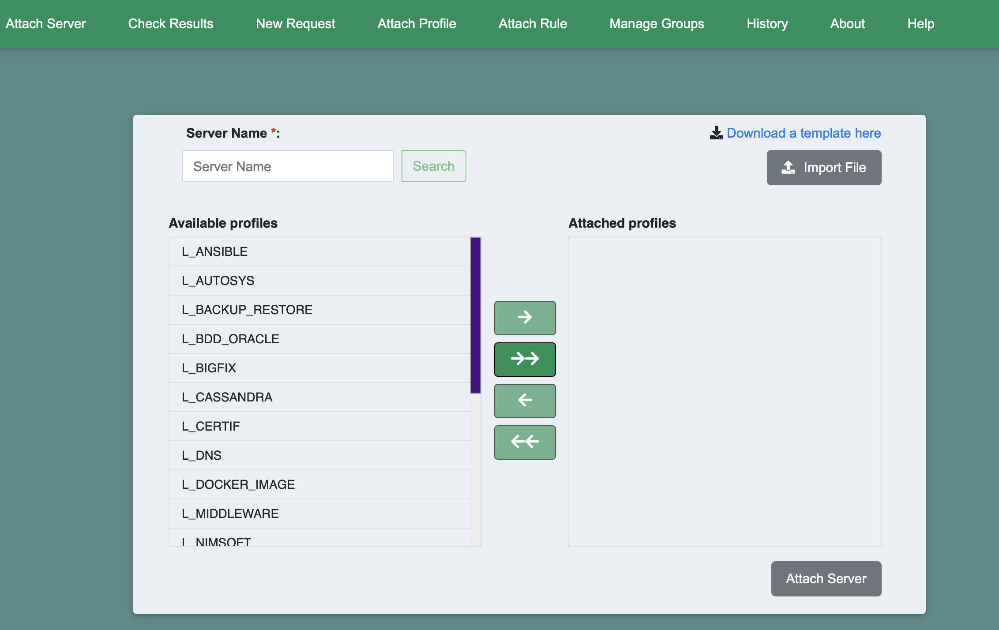 Attach Server Check Results New Request Attach Profile Attach Rule Manage Groups History About Help
Server Name *:
Download a template here
Server Name
Search
Import File
Available profiles
L_ANSIBLE
L_AUTOSYS
L_BACKUP_RESTORE
L_BDD_ORACLE
L_BIGFIX
L_CASSANDRA
L_CERTIF
L_DNS
L_DOCKER_IMAGE
L_MIDDLEWARE
L_NIMSOFT
Attached profiles
Attach Server